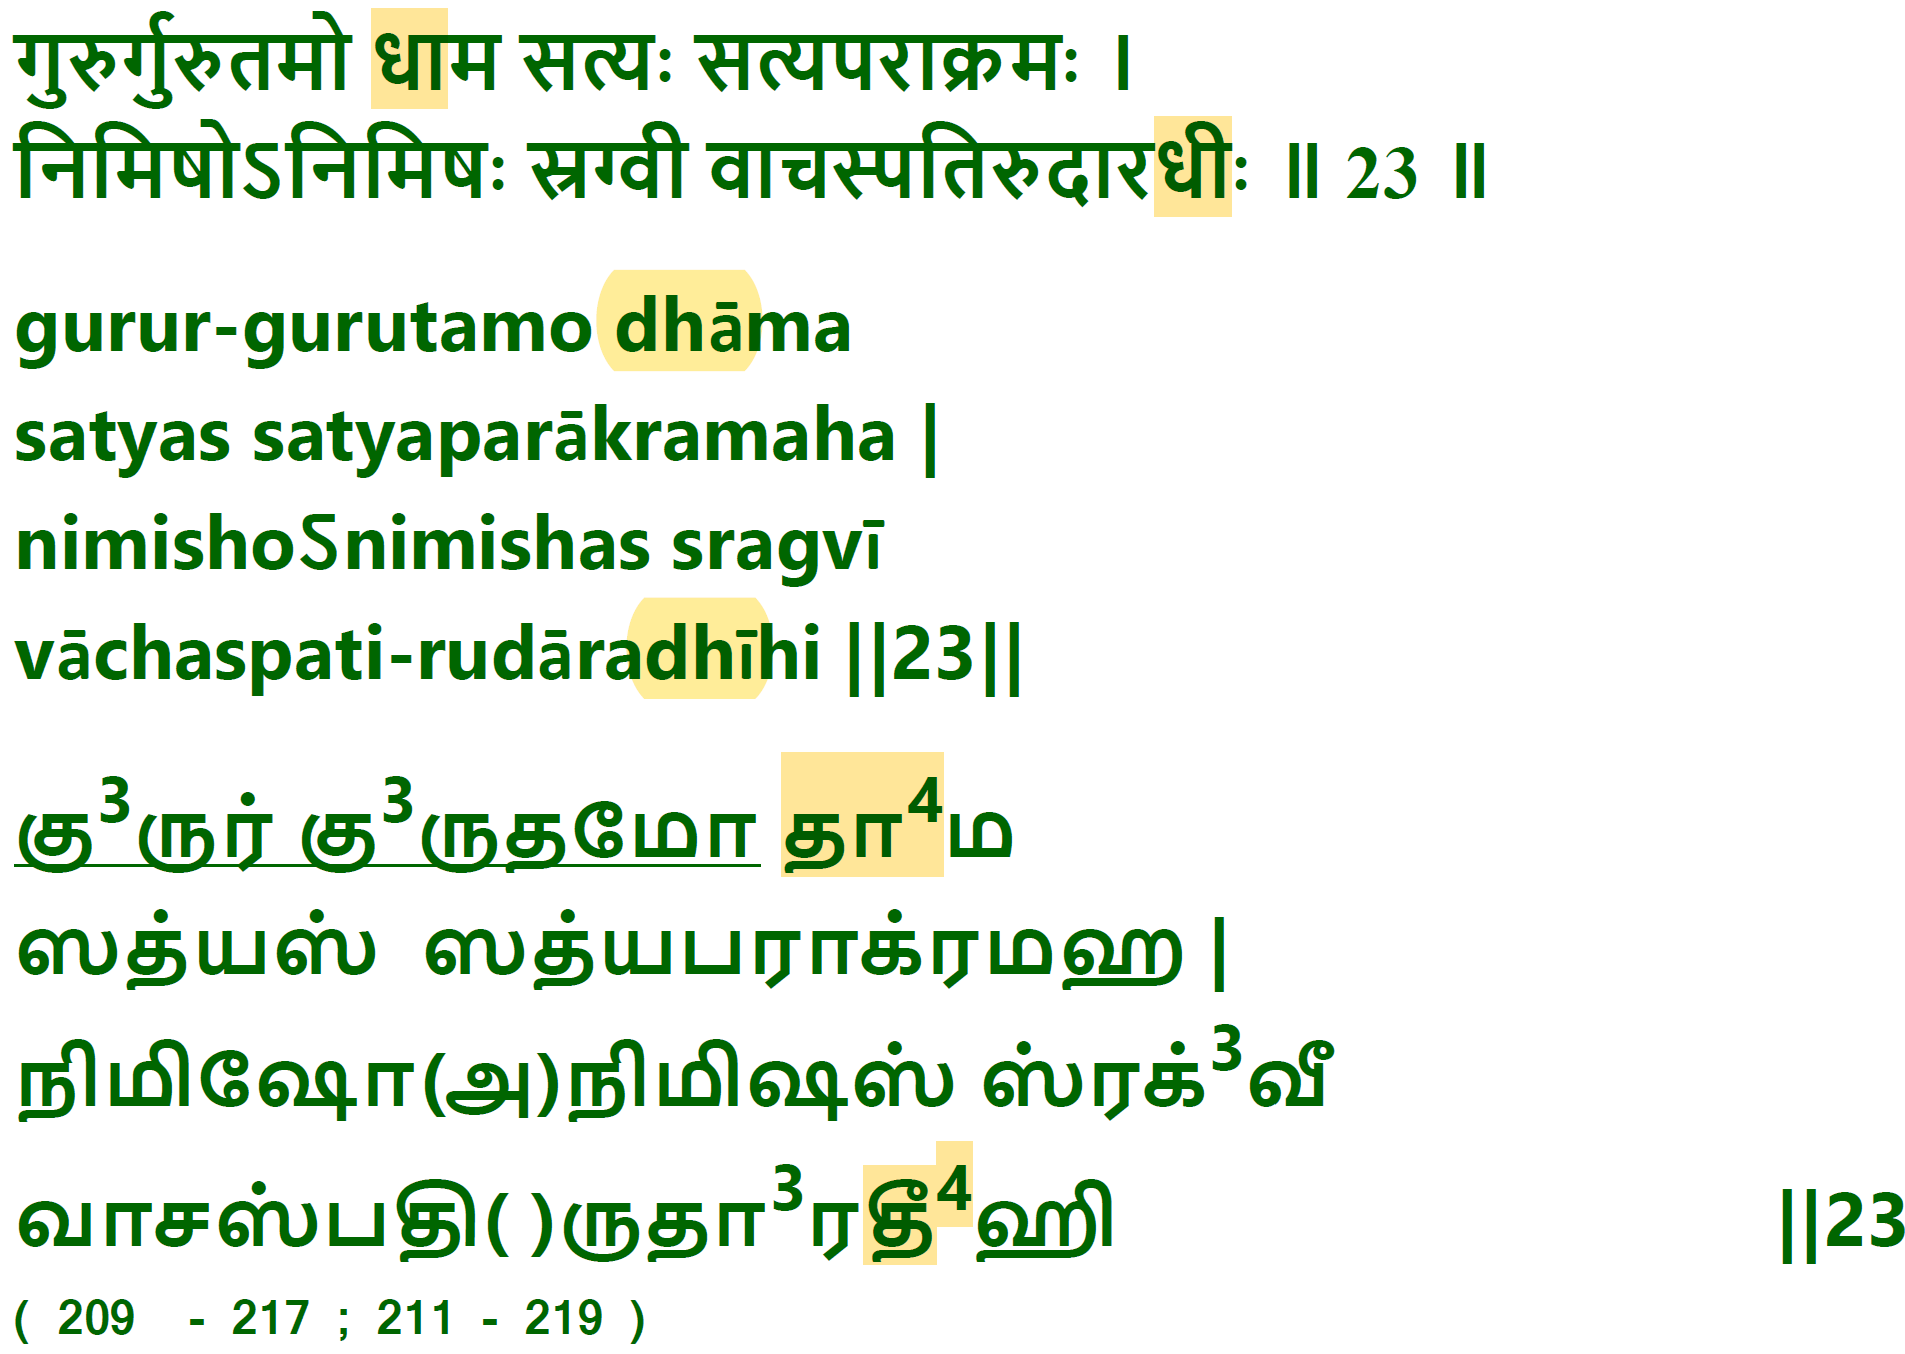 गुरुर्गुरुतमो धाम सत्यः सत्यपराक्रमः ।
निमिषोऽनिमिषः स्रग्वी वाचस्पतिरुदारधीः ॥ 23 ॥
gurur-gurutamo dhāma
satyas satyaparākramaha |
nimishoऽnimishas sragvī
vāchaspati-rudāradhīhi ||23||
கு³ருர் கு³ருதமோ தா⁴ம
ஸத்யஸ் ஸத்யபராக்ரமஹ |
நிமிஷோ(அ)நிமிஷஸ் ஸ்ரக்³வீ
வாசஸ்பதி( )ருதா³ரதீ⁴ஹி ||23
( 209 - 217 ; 211 - 219 )